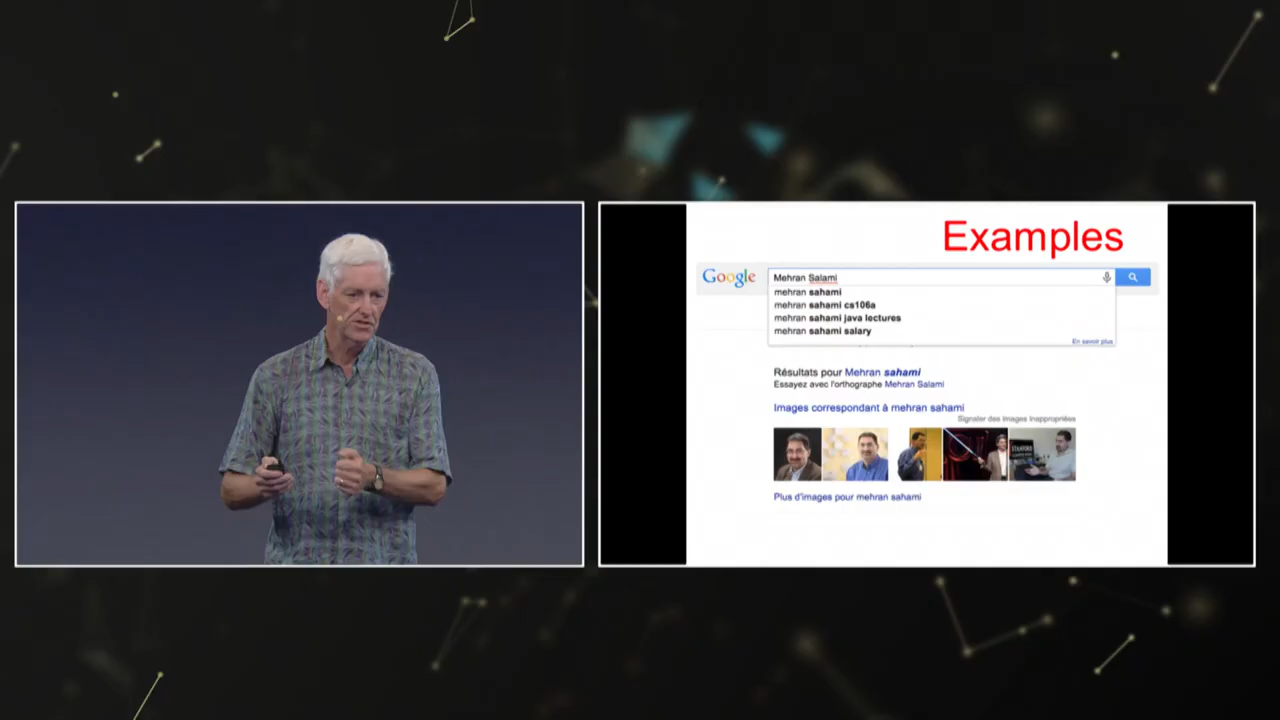 Examples
Google Mehran Salami
mehran sahami
mehran sahami cs106a
mehran sahami java lectures
mehran sahami salary
En savoir plus
Résultats pour Mehran sahami
Essayez avec l'orthographe Mehran Salami
Images correspondant à mehran sahami
Signaler des images inappropriées
STANFORD
Plus d'images pour mehran sahami